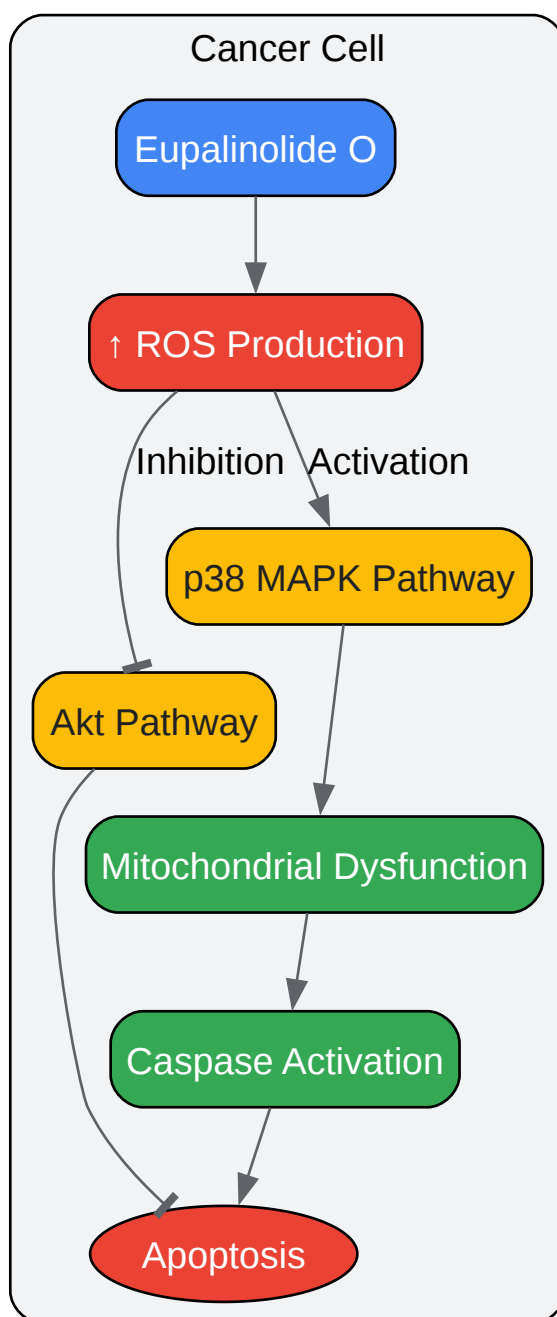 Cancer Cell
Eupalinolide O
↑ ROS Production
Inhibition
Activation
p38 MAPK Pathway
Akt Pathway
Mitochondrial Dysfunction
Caspase Activation
Apoptosis